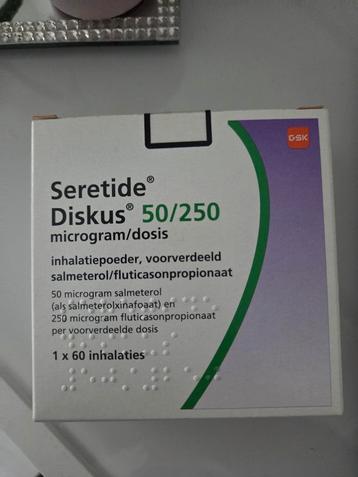 GSK
Seretide®
Diskus® 50/250
microgram/dosis
inhalatiepoeder, voorverdeeld
salmeterol/fluticasonpropionaat
50 microgram salmeterol
(als salmeterolxinafoaat) en
250 microgram fluticasonpropionaat
per voorverdeelde dosis
1 x 60 inhalaties